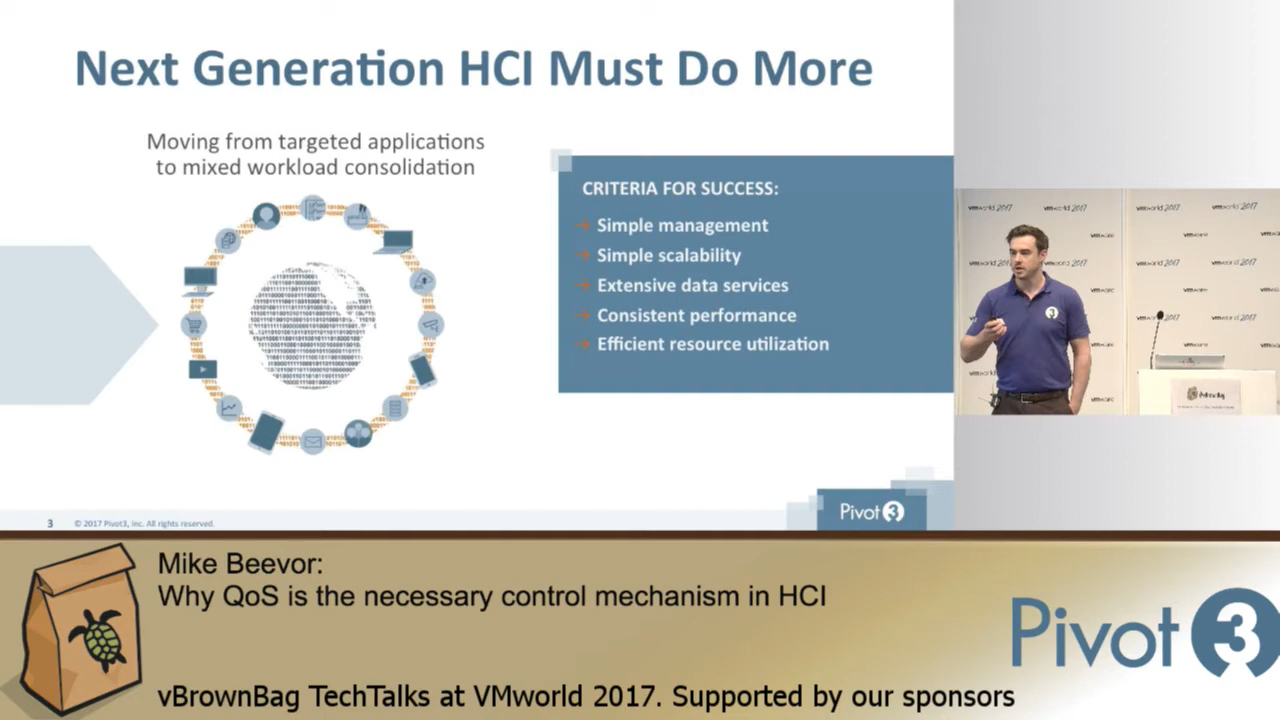 Next Generation HCI Must Do More
Moving from targeted applications
to mixed workload consolidation
CRITERIA FOR SUCCESS:
→ Simple management
→ Simple scalability
→ Extensive data services
→ Consistent performance
→ Efficient resource utilization
3 © 2017 Pivot3, Inc. All rights reserved.
Pivot3
vmworld 2017
vmware
Mike Beevor:
Why QoS is the necessary control mechanism in HCI
Pivot3
vBrownBag TechTalks at VMworld 2017. Supported by our sponsors